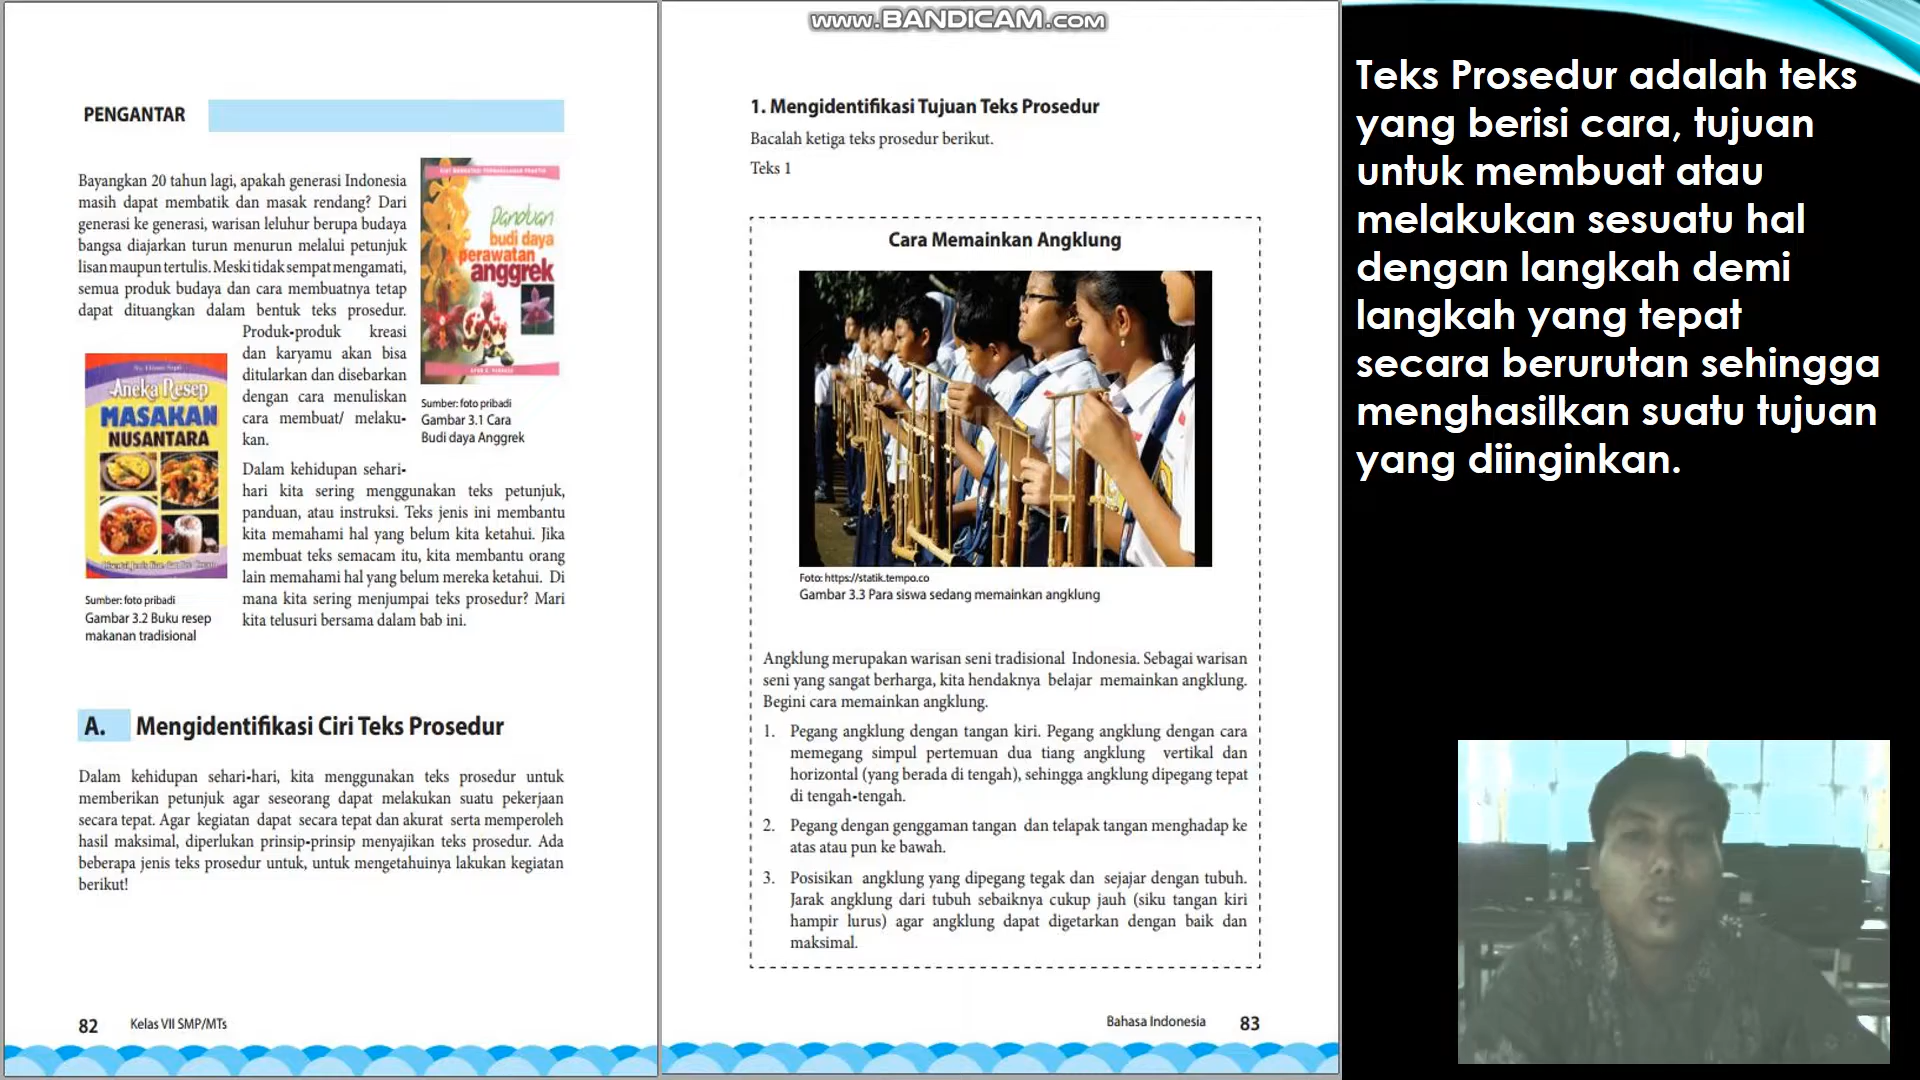 www.BANDICAM.com
PENGANTAR
Bayangkan 20 tahun lagi, apakah generasi Indonesia
masih dapat membatik dan masak rendang? Dari
generasi ke generasi, warisan leluhur berupa budaya
bangsa diajarkan turun menurun melalui petunjuk
lisan maupun tertulis. Meski tidak sempat mengamati,
semua produk budaya dan cara membuatnya tetap
dapat dituangkan dalam bentuk teks prosedur.
Produk-produk kreasi
dan karyamu akan bisa
ditularkan dan disebarkan
dengan cara menuliskan
cara membuat/ melaku-
kan.
Panduan
budi daya
perawatan
anggrek
Sumber: foto pribadi
Gambar 3.1 Cara
Budi daya Anggrek
Aneka Resep
MASAKAN
NUSANTARA
Sumber: foto pribadi
Gambar 3.2 Buku resep
makanan tradisional
Dalam kehidupan sehari-
hari kita sering menggunakan teks petunjuk,
panduan, atau instruksi. Teks jenis ini membantu
kita memahami hal yang belum kita ketahui. Jika
membuat teks semacam itu, kita membantu orang
lain memahami hal yang belum mereka ketahui. Di
mana kita sering menjumpai teks prosedur? Mari
kita telusuri bersama dalam bab ini.
A. Mengidentifikasi Ciri Teks Prosedur
Dalam kehidupan sehari-hari, kita menggunakan teks prosedur untuk
memberikan petunjuk agar seseorang dapat melakukan suatu pekerjaan
secara tepat. Agar kegiatan dapat secara tepat dan akurat serta memperoleh
hasil maksimal, diperlukan prinsip-prinsip menyajikan teks prosedur. Ada
beberapa jenis teks prosedur untuk, untuk mengetahuinya lakukan kegiatan
berikut!
82 Kelas VII SMP/MTs
1. Mengidentifikasi Tujuan Teks Prosedur
Bacalah ketiga teks prosedur berikut.
Teks 1
Cara Memainkan Angklung
Foto: https://statik.tempo.co
Gambar 3.3 Para siswa sedang memainkan angklung
Angklung merupakan warisan seni tradisional Indonesia. Sebagai warisan
seni yang sangat berharga, kita hendaknya belajar memainkan angklung.
Begini cara memainkan angklung.
1. Pegang angklung dengan tangan kiri. Pegang angklung dengan cara
memegang simpul pertemuan dua tiang angklung vertikal dan
horizontal (yang berada di tengah), sehingga angklung dipegang tepat
di tengah-tengah.
2. Pegang dengan genggaman tangan dan telapak tangan menghadap ke
atas atau pun ke bawah.
3. Posisikan angklung yang dipegang tegak dan sejajar dengan tubuh.
Jarak angklung dari tubuh sebaiknya cukup jauh (siku tangan kiri
hampir lurus) agar angklung dapat digetarkan dengan baik dan
maksimal.
Bahasa Indonesia 83
Teks Prosedur adalah teks
yang berisi cara, tujuan
untuk membuat atau
melakukan sesuatu hal
dengan langkah demi
langkah yang tepat
secara berurutan sehingga
menghasilkan suatu tujuan
yang diinginkan.